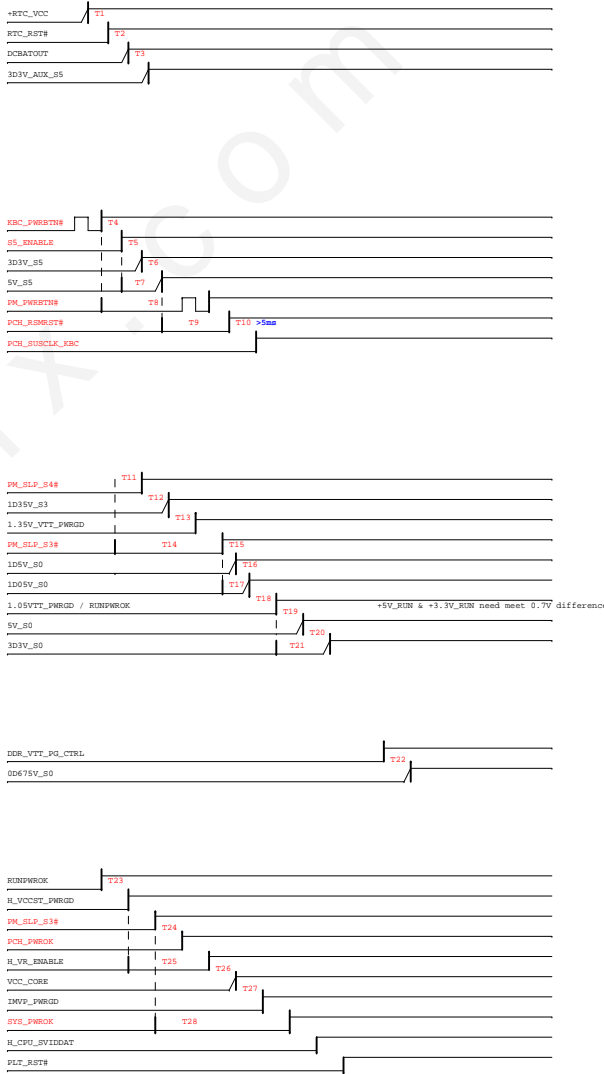 +RTC_VCC T1
RTC_RST# T2
DCBATOUT T3
3D3V_AUX_S5
KBC_PWRBTN# T4
S5_ENABLE T5
3D3V_S5 T6
5V_S5 T7
PM_PWRBTN# T8
PCH_RSMRST# T9 T10 >5ms
PCH_SUSCLK_KBC
PM_SLP_S4# T11
1D35V_S3 T12
1.35V_VTT_PWRGD T13
PM_SLP_S3# T14 T15
1D5V_S0 T16
1D05V_S0 T17
1.05VTT_PWRGD / RUNPWROK T18 +5V_RUN & +3.3V_RUN need meet 0.7V difference
5V_S0 T19
3D3V_S0 T20
T21
DDR_VTT_PG_CTRL T22
0D675V_S0
RUNPWROK T23
H_VCCST_PWRGD
PM_SLP_S3# T24
PCH_PWROK
H_VR_ENABLE T25 T26
VCC_CORE T27
IMVP_PWRGD
SYS_PWROK T28
H_CPU_SVIDDAT
PLT_RST#
x.com